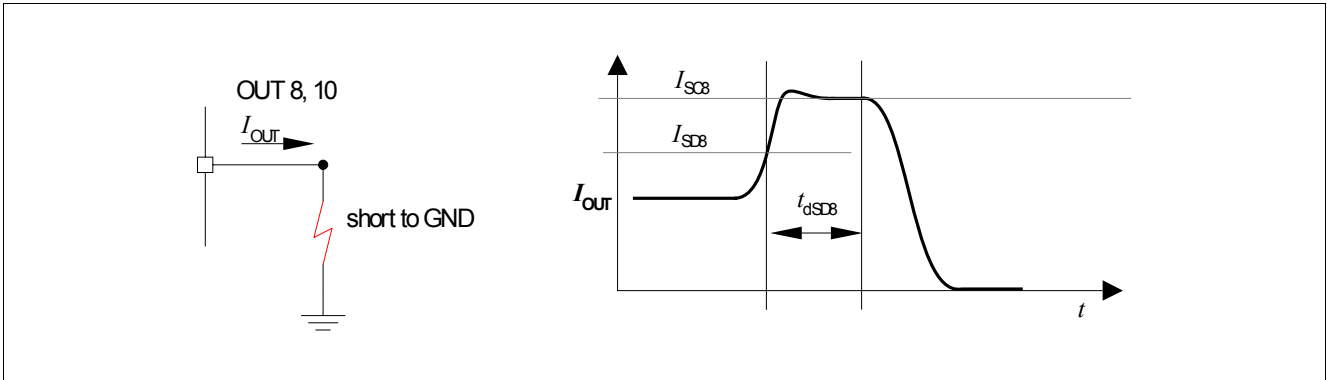 OUT 8, 10
IOUT
short to GND
ISC8
ISD8
IOUT
tdSD8
t